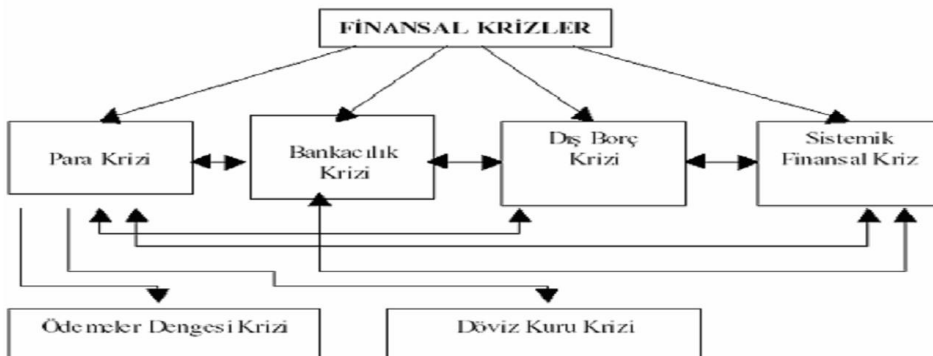 FİNANSAL KRİZLER
Para Krizi
Bankacılık
Krizi
Dış Borç
Krizi
Sistemik
Finansal Kriz
Ödemeler Dengesi Krizi
Döviz Kuru Krizi